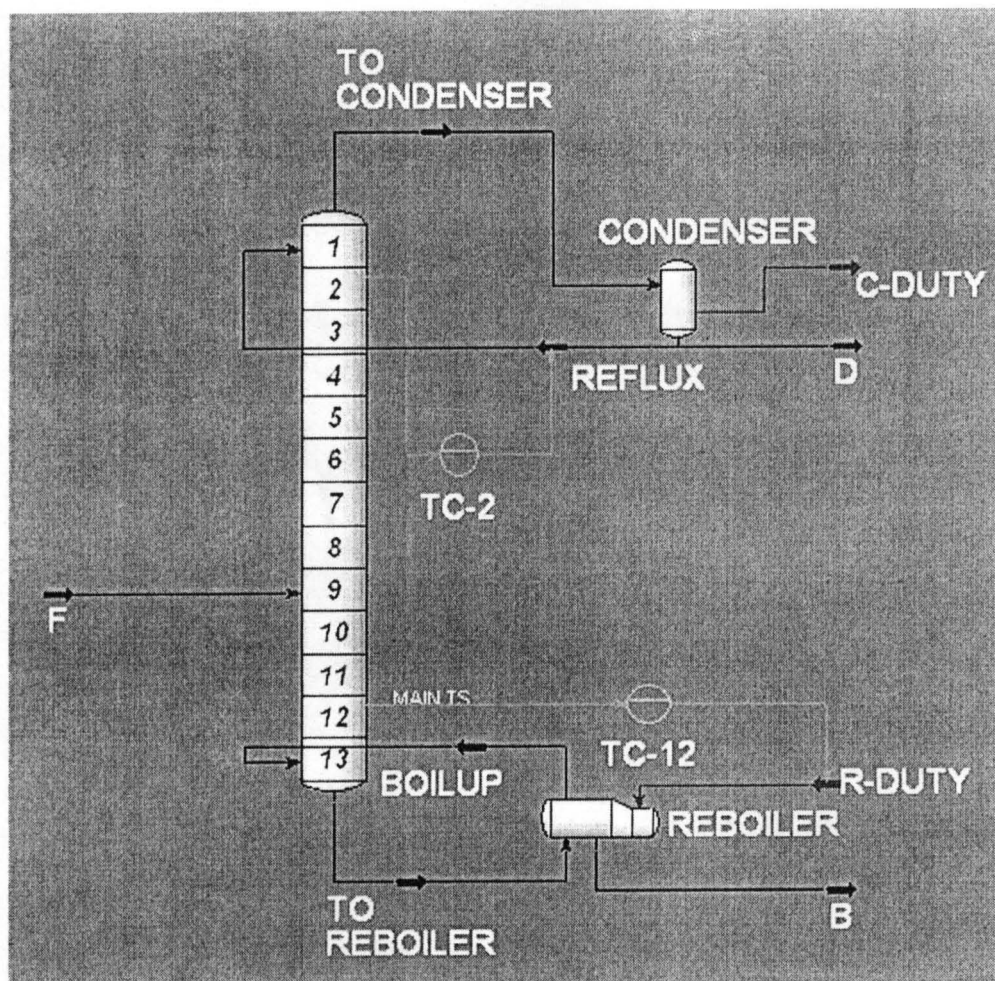 TO
CONDENSER
CONDENSER
C-DUTY
1
2
3
4
5
6
7
8
9
10
11
12
13
REFLUX
D
TC-2
F
MAIN TS
TC-12
BOILUP
R-DUTY
REBOILER
TO
REBOILER
B